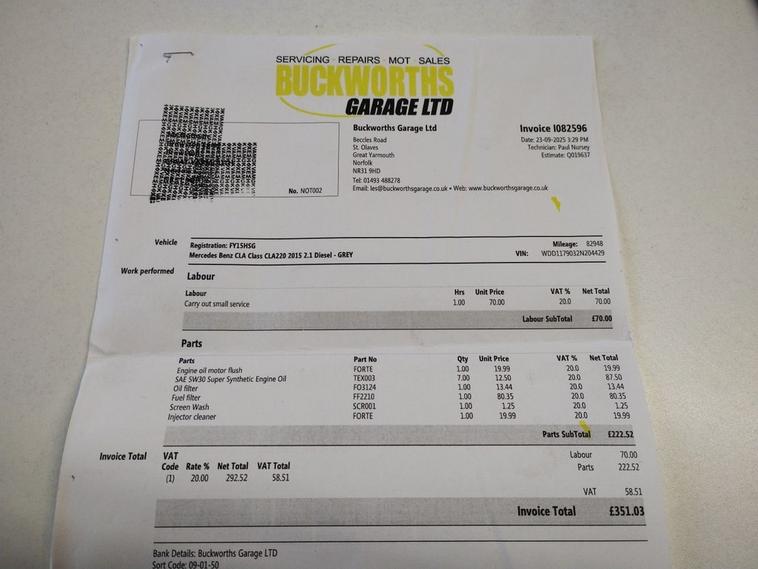 SERVICING REPAIRS MOT SALES
BUCKWORTHS
GARAGE LTD
Buckworths Garage Ltd
Beccles Road
St. Olaves
Great Yarmouth
Norfolk
NR31 9HD
Tel: 01493 488278
Email: les@buckworthsgarage.co.uk • Web: www.buckworthsgarage.co.uk
Invoice I082596
Date: 23-09-2025 3:29 PM
Technician: Paul Nursey
Estimate: Q019637
No. NOT002
Vehicle Registration: FY15HSG Mileage: 82948
Mercedes Benz CLA Class CLA220 2015 2.1 Diesel - GREY VIN: WDD1179032N204429
Work performed Labour
Labour Hrs Unit Price VAT % Net Total
Carry out small service 1.00 70.00 20.0 70.00
Labour SubTotal £70.00
Parts
Parts Part No Qty Unit Price VAT % Net Total
Engine oil motor flush FORTE 1.00 19.99 20.0 19.99
SAE 5W30 Super Synthetic Engine Oil TEX003 7.00 12.50 20.0 87.50
Oil filter FO3124 1.00 13.44 20.0 13.44
Fuel filter FF2210 1.00 80.35 20.0 80.35
Screen Wash SCR001 1.00 1.25 20.0 1.25
Injector cleaner FORTE 1.00 19.99 20.0 19.99
Parts SubTotal £222.52
Invoice Total VAT Code Rate % Net Total VAT Total
(1) 20.00 292.52 58.51
Labour 70.00
Parts 222.52
VAT 58.51
Invoice Total £351.03
Bank Details: Buckworths Garage LTD
Sort Code: 09-01-50